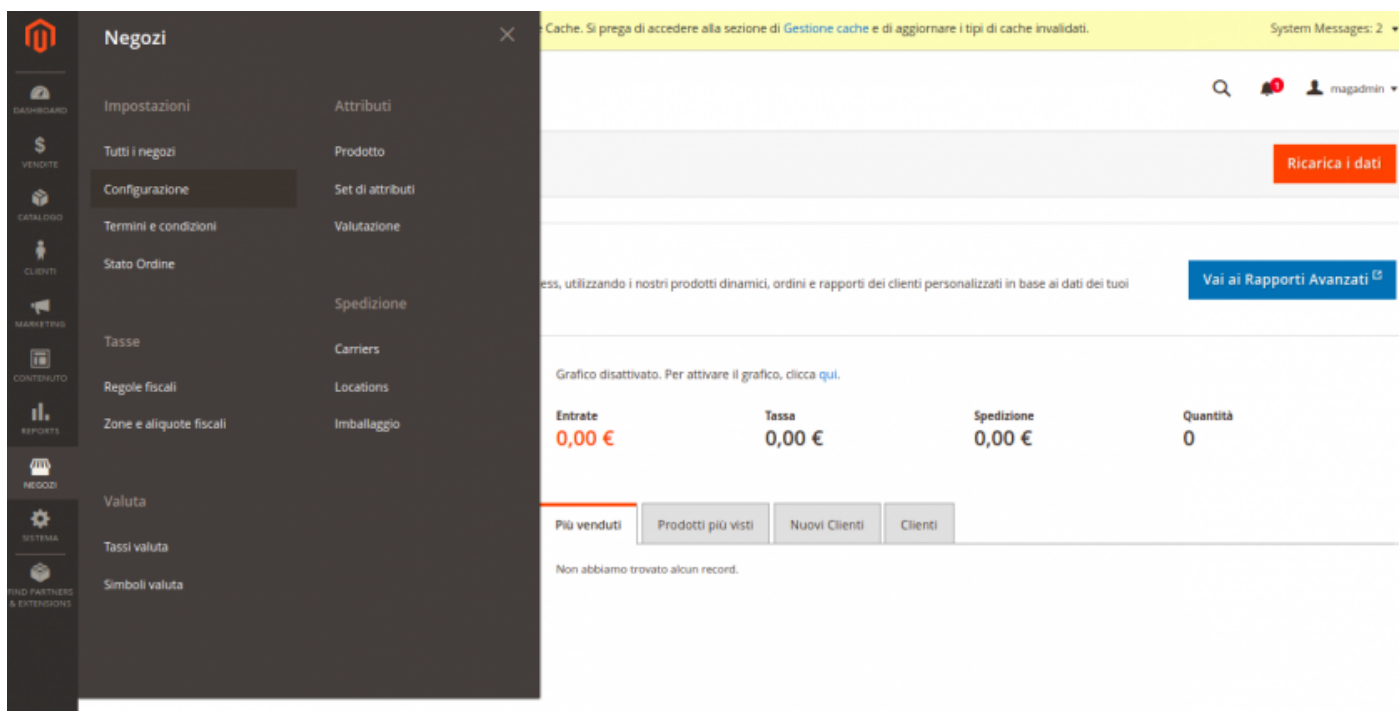 DASHBOARD
VENDITE
CATALOGO
CLIENTI
MARKETING
CONTENUTO
REPORTS
NEGOZI
SISTEMA
FIND PARTNERS
& EXTENSIONS
Negozi
Impostazioni
Tutti i negozi
Configurazione
Termini e condizioni
Stato Ordine
Tasse
Regole fiscali
Zone e aliquote fiscali
Valuta
Tassi valuta
Simboli valuta
Attributi
Prodotto
Set di attributi
Valutazione
Spedizione
Carriers
Locations
Imballaggio
Cache. Si prega di accedere alla sezione di Gestione cache e di aggiornare i tipi di cache invalidati.
System Messages: 2
1
magadmin
Ricarica i dati
ess, utilizzando i nostri prodotti dinamici, ordini e rapporti dei clienti personalizzati in base ai dati dei tuoi
Vai ai Rapporti Avanzati
Grafico disattivato. Per attivare il grafico, clicca qui.
Entrate Tassa Spedizione Quantità
0,00 € 0,00 € 0,00 € 0
Più venduti Prodotti più visti Nuovi Clienti Clienti
Non abbiamo trovato alcun record.